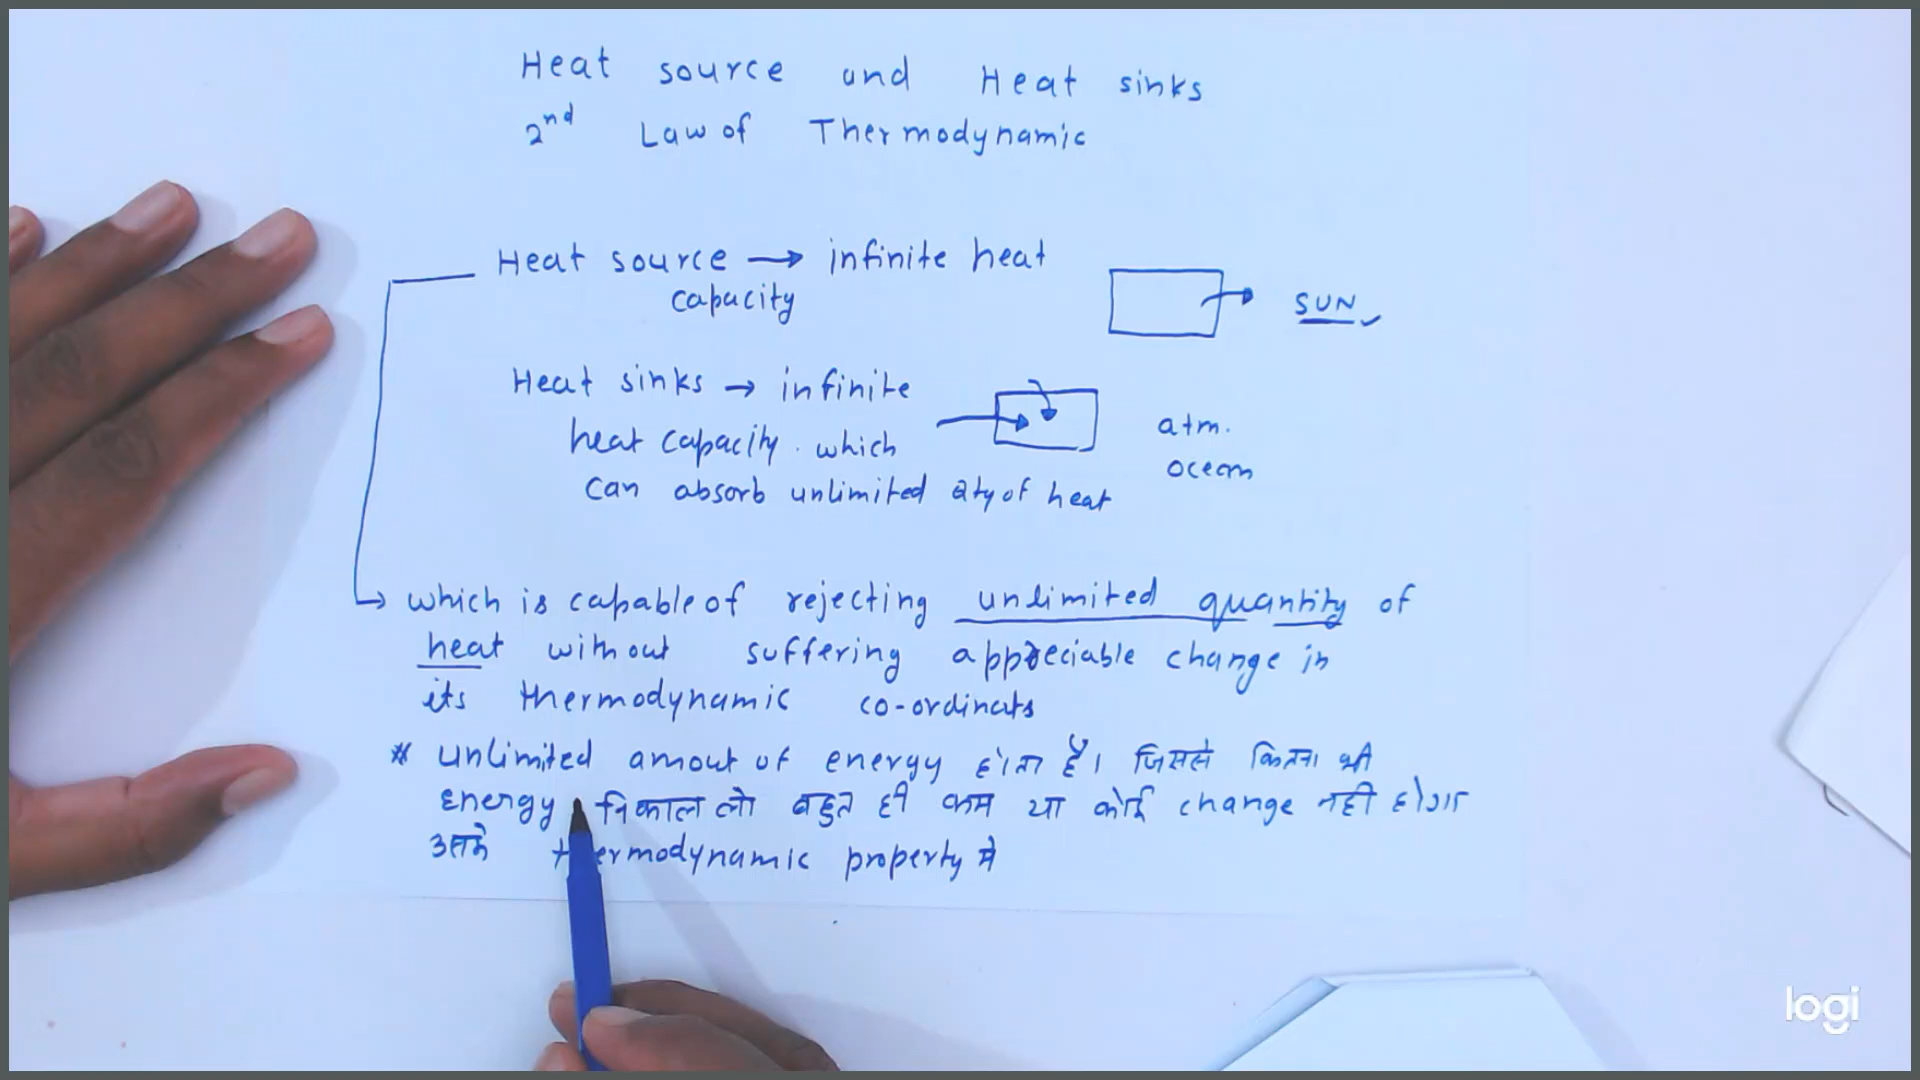 Heat source and Heat sinks
2nd Law of Thermodynamic
Heat source → infinite heat
capacity
SUN
Heat sinks → infinite
heat capacity. which
can absorb unlimited qty of heat
atm.
ocean
→ which is capable of rejecting unlimited quantity of
heat without suffering appreciable change in
its thermodynamic co-ordinats
* unlimited amout of energy होता है। जिससे कितना भी
energy निकाल लो बहुत ही कम या कोई change नही होगा
उसके thermodynamic property मे
logi